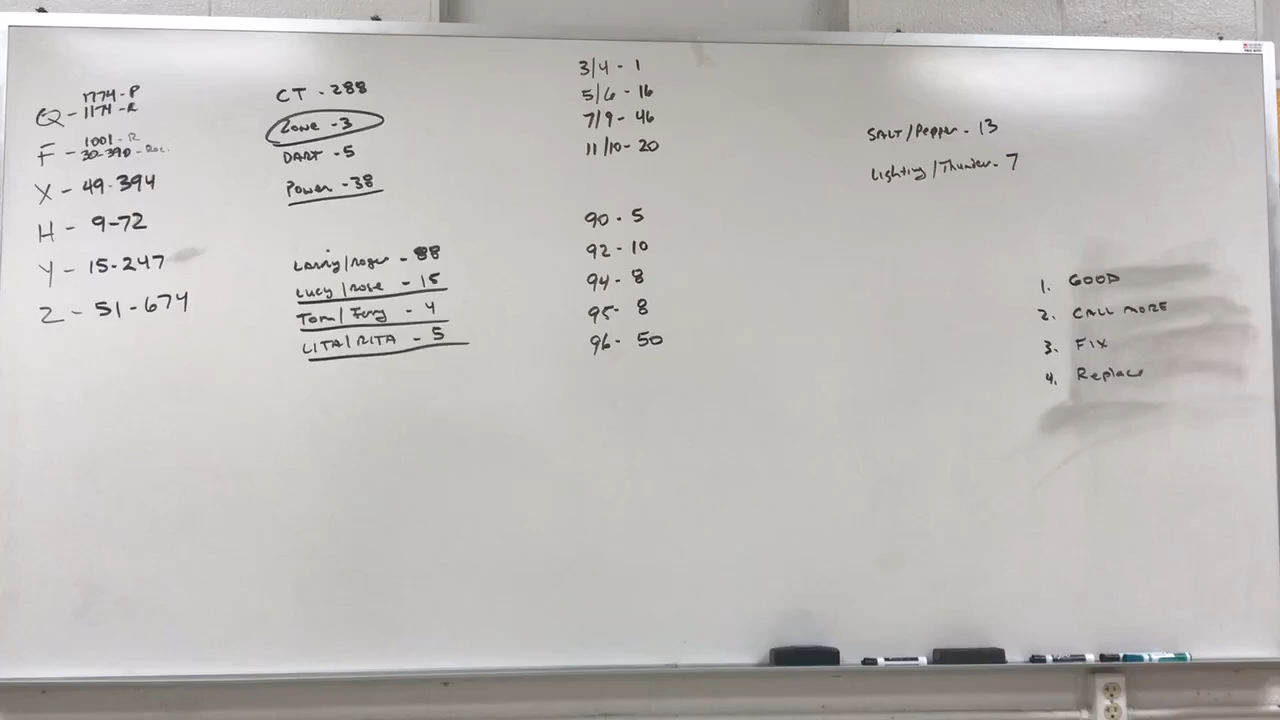 1774-P
Q - 1171-R
1001-R
F - 30-390-Roc.
X - 49-394
H - 9-72
Y - 15-247
Z - 51-674
CT - 288
Zone - 3
DART - 5
Power - 38
Larry/roger - 88
Lucy/rose - 15
Tom/Ferry - 4
LITA/RITA - 5
3/4 - 1
5/6 - 16
7/9 - 46
11/10 - 20
90 - 5
92 - 10
94 - 8
95 - 8
96 - 50
SALT/Pepper - 13
Lighting/Thunder - 7
1. GOOD
2. CALL MORE
3. FIX
4. Replace